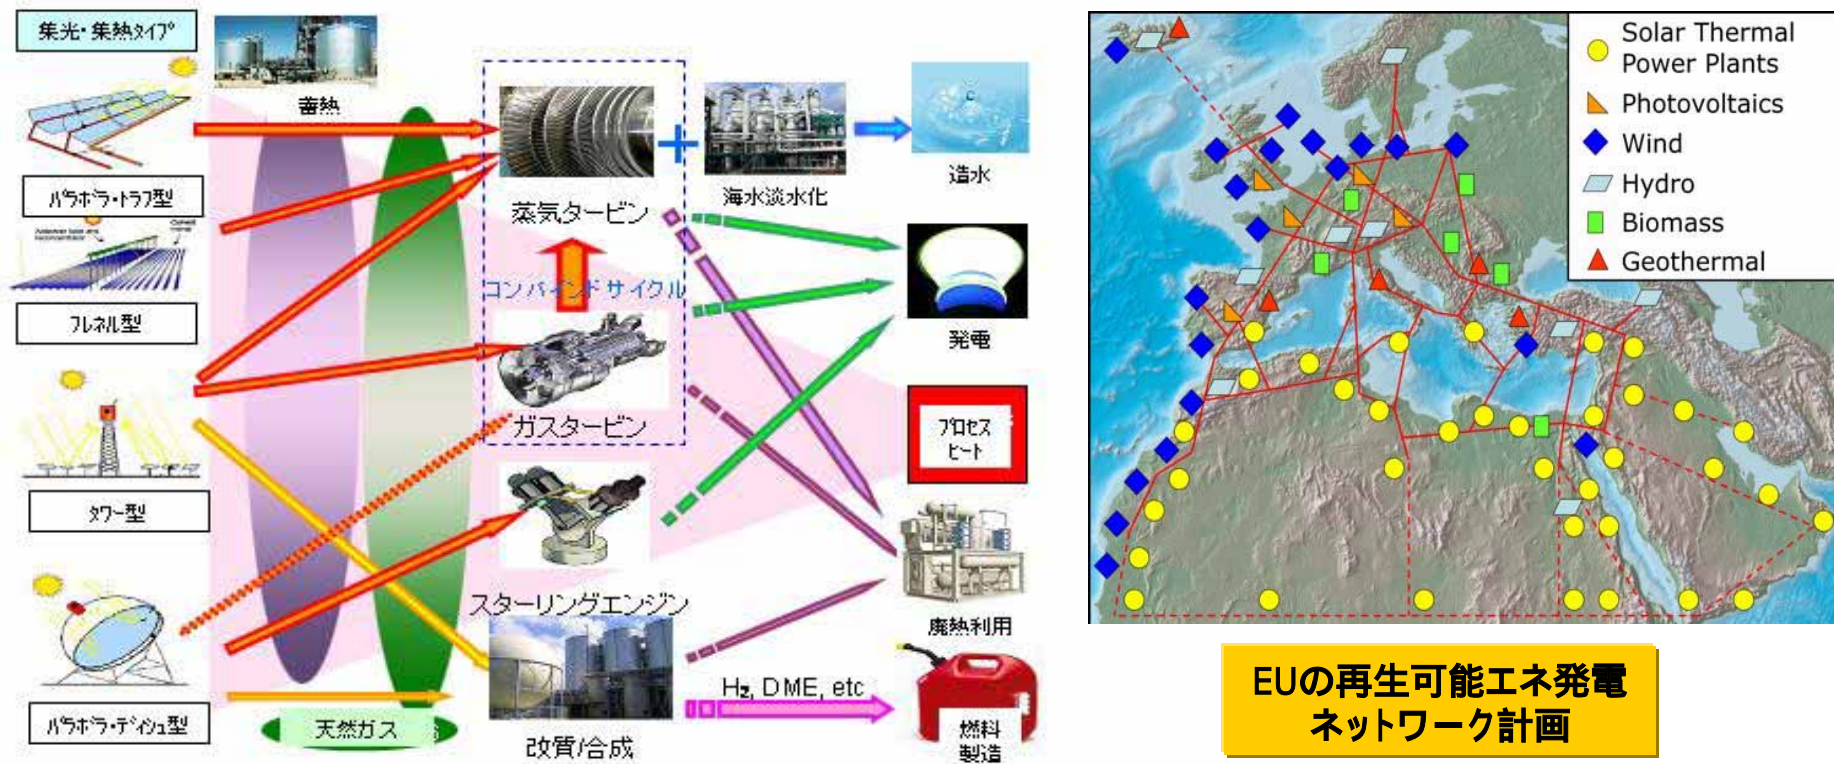 集光・集熱ﾀｲﾌﾟ
蓄熱
ﾊﾟﾗﾎﾞﾗ・ﾄﾗﾌ型
ﾌﾚﾈﾙ型
ﾀﾜｰ型
ﾊﾟﾗﾎﾞﾗ・ﾃﾞｨｼｭ型
天然ガス
蒸気タービン
コンバインドサイクル
ガスタービン
スターリングエンジン
改質/合成
+
海水淡水化
造水
発電
プロセス
ヒート
廃熱利用
H₂, DME, etc
燃料
製造
Solar Thermal
Power Plants
Photovoltaics
Wind
Hydro
Biomass
Geothermal
EUの再生可能エネ発電
ネットワーク計画